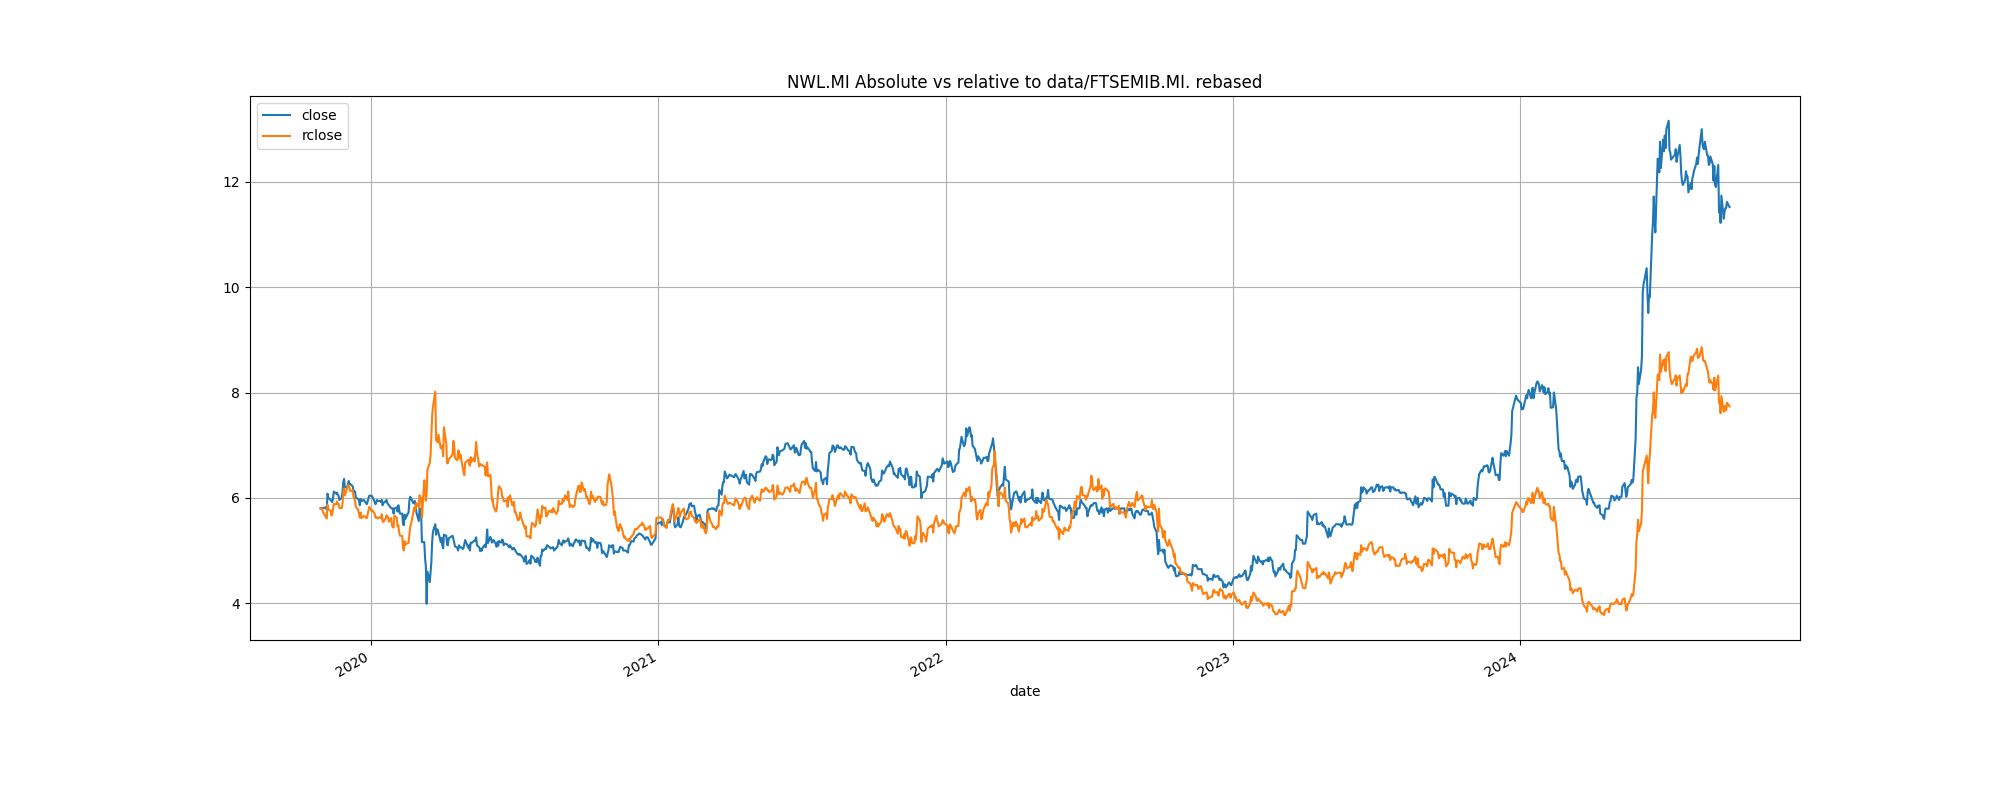 NWL.MI Absolute vs relative to data/FTSEMIB.MI. rebased
close
rclose
12
10
8
6
4
2020
2021
2022
2023
2024
date